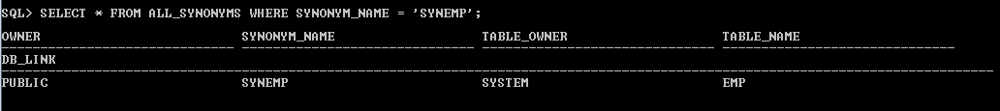 SQL> SELECT * FROM ALL_SYNONYMS WHERE SYNONYM_NAME = 'SYNEMP';
OWNER SYNONYM_NAME TABLE_OWNER TABLE_NAME
DB_LINK
PUBLIC SYNEMP SYSTEM EMP